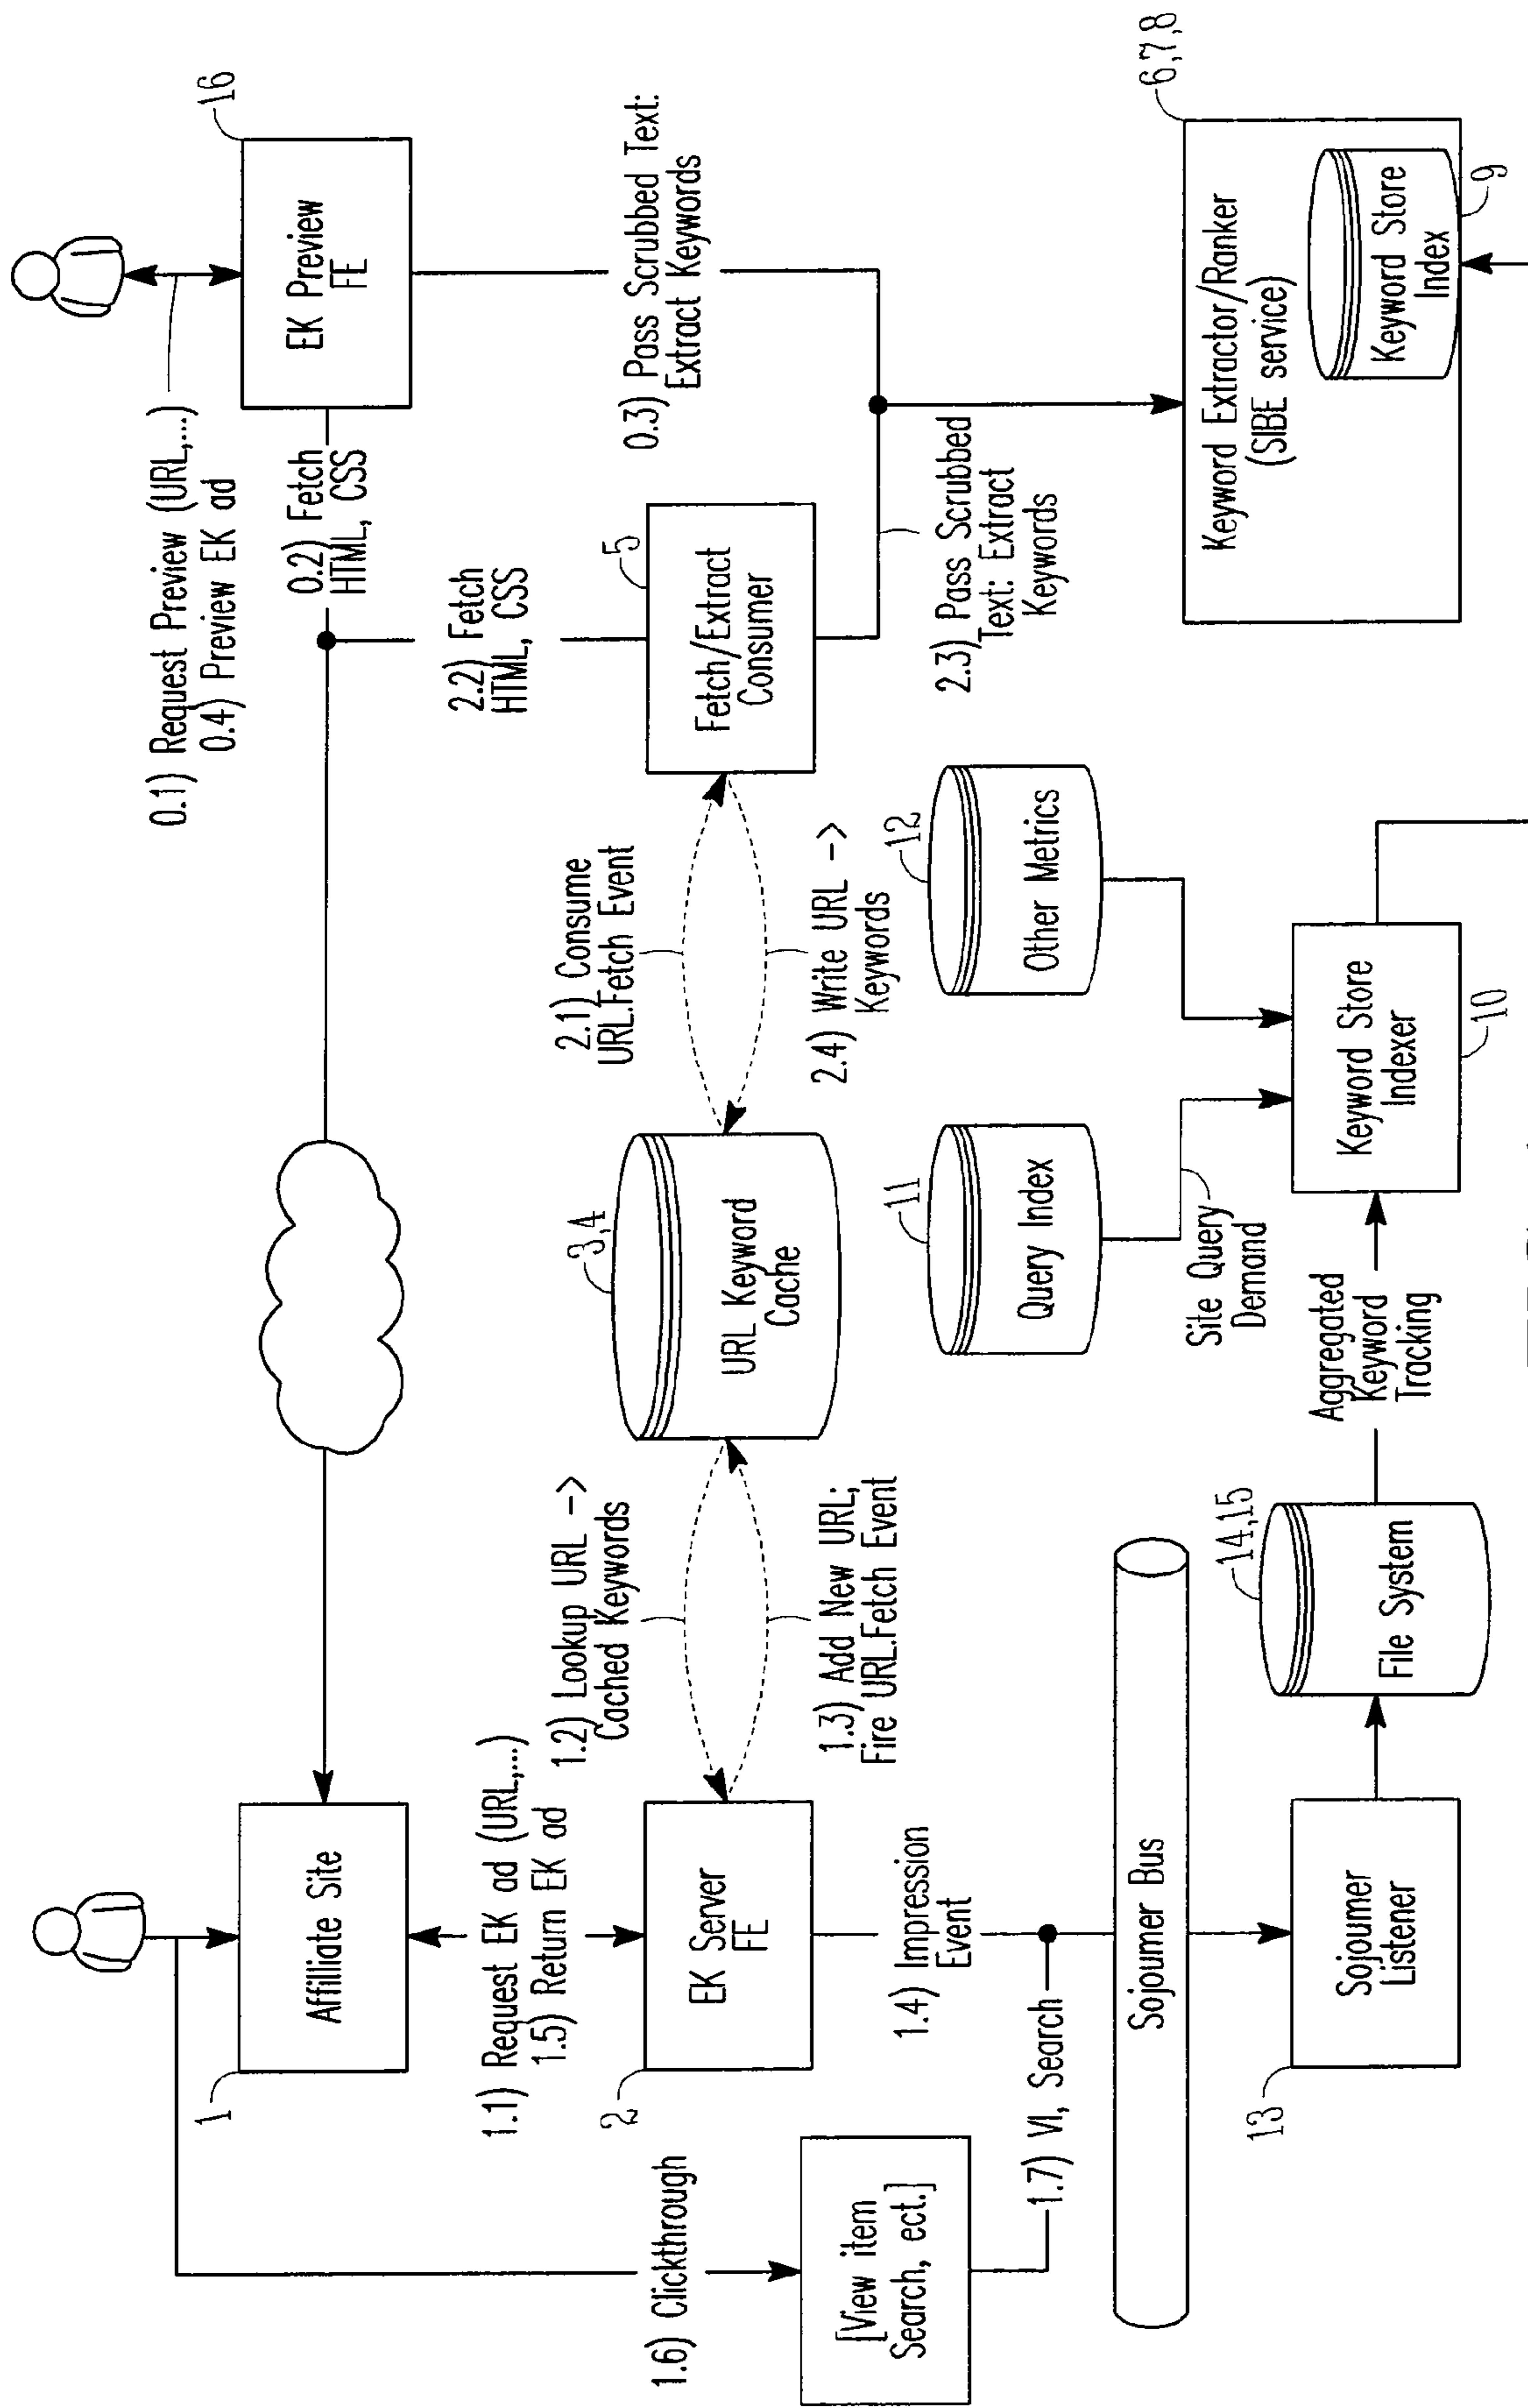 0.1) Request Preview (URL,...)
0.4) Preview EK ad
16
EK Preview
FE
0.2) Fetch
HTML, CSS
0.3) Pass Scrubbed Text:
Extract Keywords
1
Affilliate Site
1.6) Clickthrough
1.1) Request EK ad (URL,...)
1.5) Return EK ad
2
EK Server
FE
1.2) Lookup URL ->
Cached Keywords
1.3) Add New URL;
Fire URL.Fetch Event
3,4
URL Keyword
Cache
2.1) Consume
URL.Fetch Event
2.4) Write URL ->
Keywords
2.2) Fetch
HTML, CSS
5
Fetch/Extract
Consumer
2.3) Pass Scrubbed
Text: Extract
Keywords
[View item
Search, ect.]
1.4) Impression
Event
1.7) VI, Search
Sojoumer Bus
13
Sojoumer
Listener
14,15
File System
Aggregated
Keyword
Tracking
11
Query Index
Site Query
Demand
12
Other Metrics
Keyword Store
Indexer
10
6,7,8
Keyword Extractor/Ranker
(SIBE service)
Keyword Store
Index
9